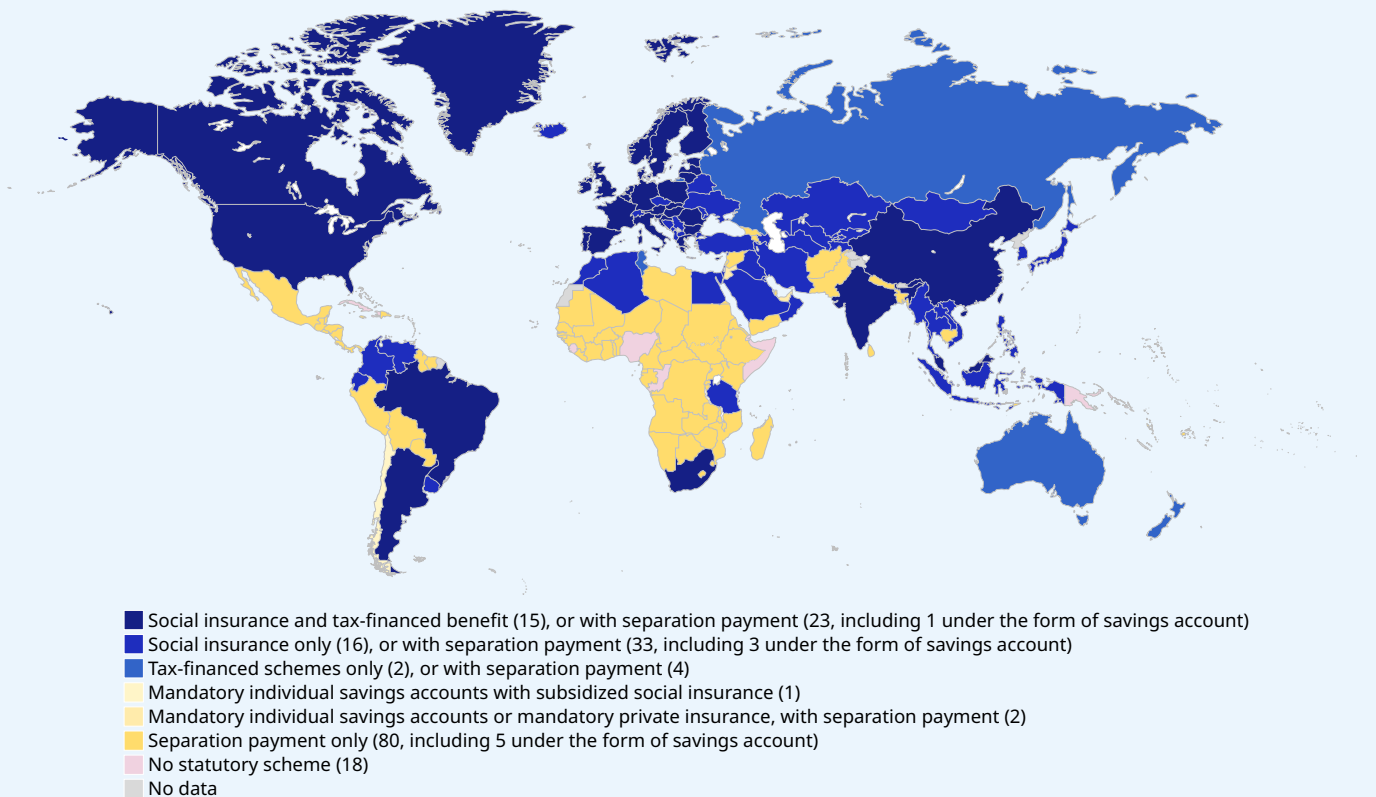 Social insurance and tax-financed benefit (15), or with separation payment (23, including 1 under the form of savings account)
Social insurance only (16), or with separation payment (33, including 3 under the form of savings account)
Tax-financed schemes only (2), or with separation payment (4)
Mandatory individual savings accounts with subsidized social insurance (1)
Mandatory individual savings accounts or mandatory private insurance, with separation payment (2)
Separation payment only (80, including 5 under the form of savings account)
No statutory scheme (18)
No data